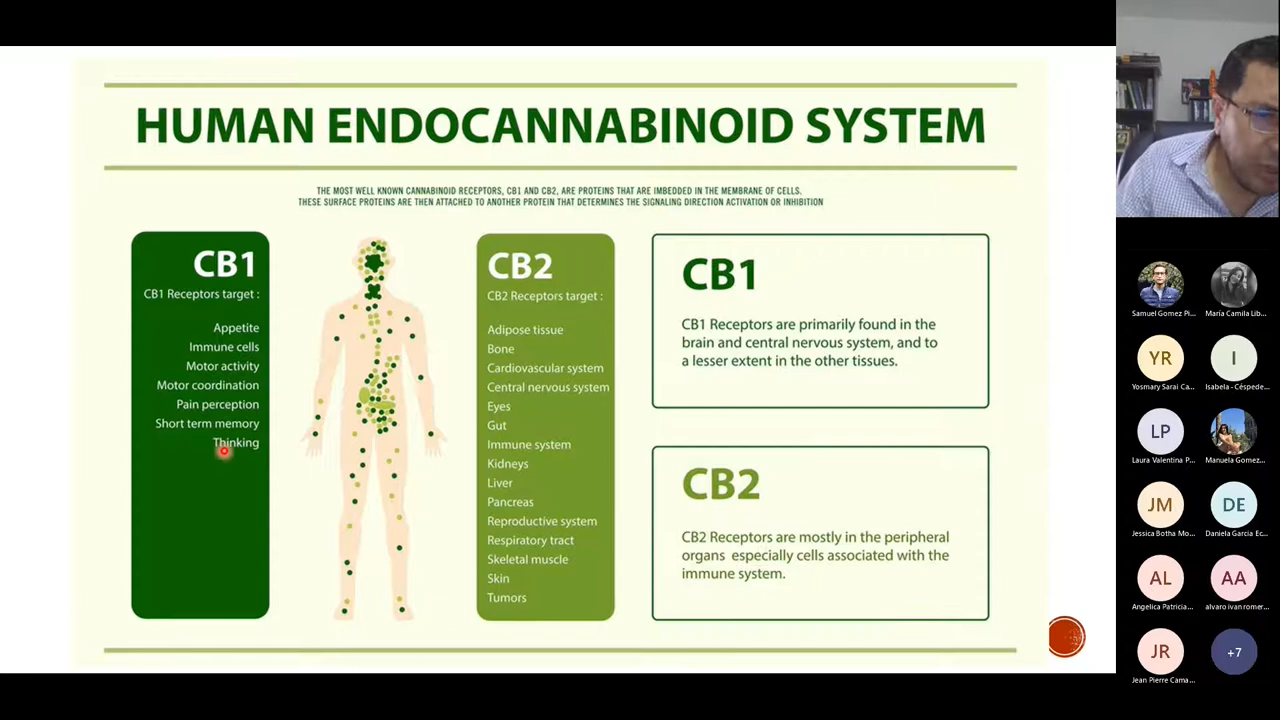 HUMAN ENDOCANNABINOID SYSTEM
THE MOST WELL KNOWN CANNABINOID RECEPTORS, CB1 AND CB2, ARE PROTEINS THAT ARE IMBEDDED IN THE MEMBRANE OF CELLS.
THESE SURFACE PROTEINS ARE THEN ATTACHED TO ANOTHER PROTEIN THAT DETERMINES THE SIGNALING DIRECTION ACTIVATION OR INHIBITION
CB1
CB1 Receptors target :
Appetite
Immune cells
Motor activity
Motor coordination
Pain perception
Short term memory
Thinking
CB2
CB2 Receptors target :
Adipose tissue
Bone
Cardiovascular system
Central nervous system
Eyes
Gut
Immune system
Kidneys
Liver
Pancreas
Reproductive system
Respiratory tract
Skeletal muscle
Skin
Tumors
CB1
CB1 Receptors are primarily found in the
brain and central nervous system, and to
a lesser extent in the other tissues.
CB2
CB2 Receptors are mostly in the peripheral
organs especially cells associated with the
immune system.
Samuel Gomez Pi...
María Camila Lib...
YR
I
Yosmary Sarai Ca...
Isabela - Céspede...
LP
Laura Valentina P...
Manuela Gomez...
JM
DE
Jessica Botha Mo...
Daniela García Ec...
AL
AA
Angelica Patricia...
alvaro ivan romer...
JR
+7
Jean Pierre Cama...